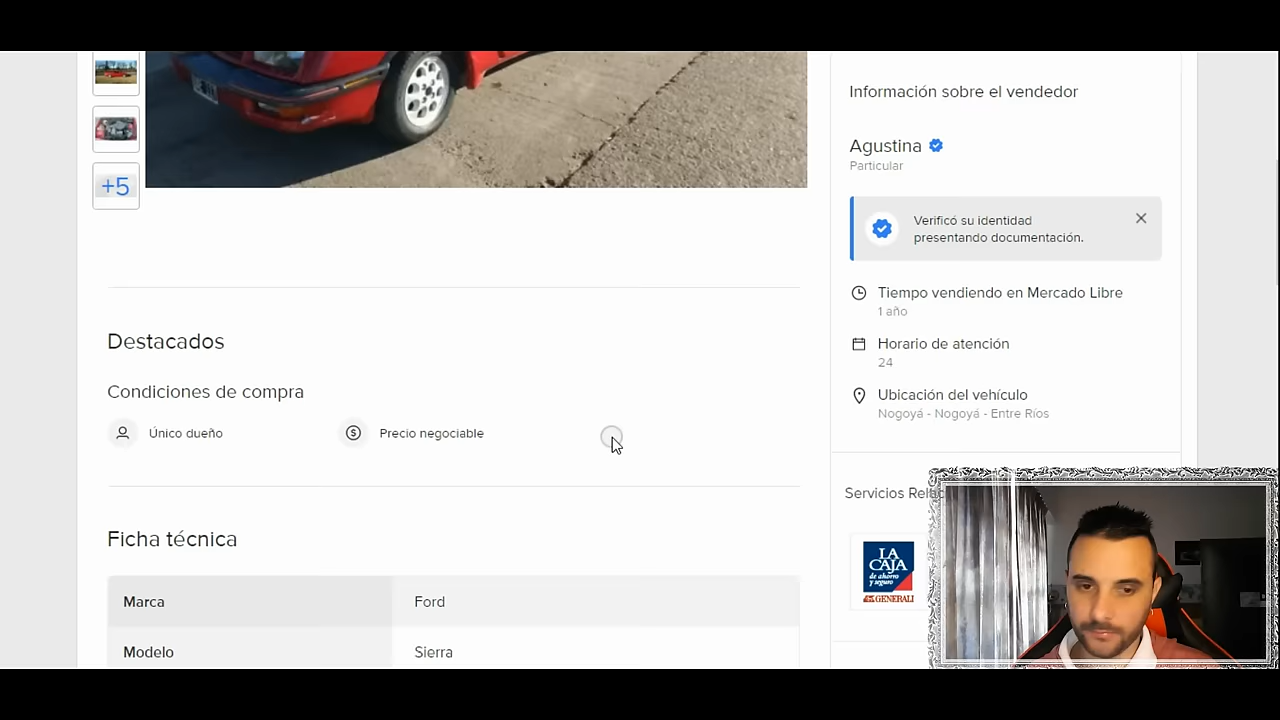 +5
Destacados
Condiciones de compra
Único dueño
Precio negociable
Ficha técnica
Marca
Ford
Modelo
Sierra
Información sobre el vendedor
Agustina
Particular
Verificó su identidad
presentando documentación.
Tiempo vendiendo en Mercado Libre
1 año
Horario de atención
24
Ubicación del vehículo
Nogoyá - Nogoyá - Entre Ríos
Servicios
LA
CAJA
de ahorro
y seguro
GENERALI